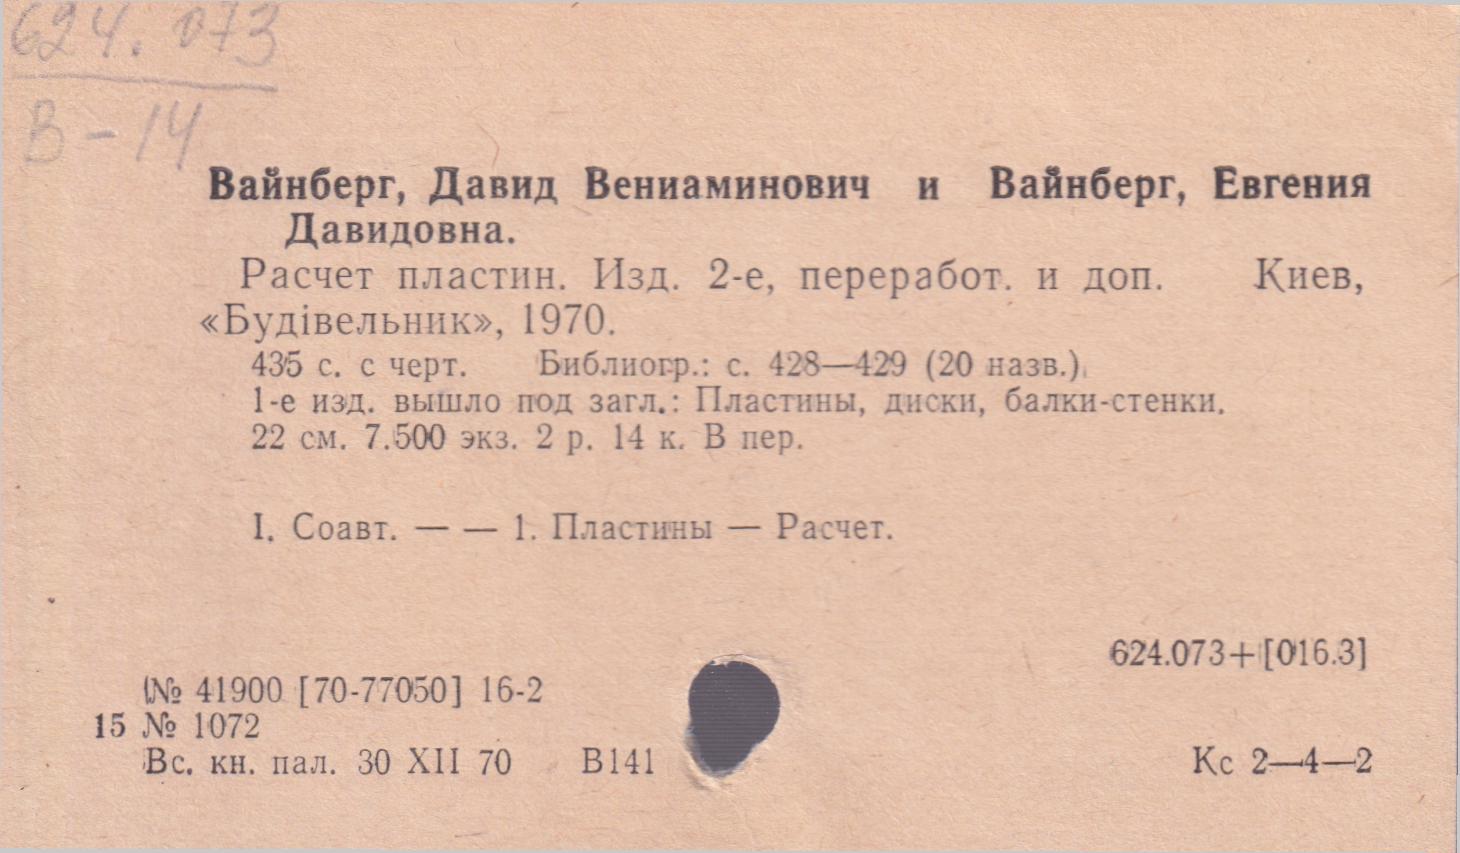 624.073
В-14
Вайнберг, Давид Вениаминович и Вайнберг, Евгения
Давидовна.
Расчет пластин. Изд. 2-е, переработ. и доп. Киев,
«Будівельник», 1970.
435 с. с черт. Библиогр.: с. 428—429 (20 назв.).
1-е изд. вышло под загл.: Пластины, диски, балки-стенки.
22 см. 7.500 экз. 2 р. 14 к. В пер.
I. Соавт. — — 1. Пластины — Расчет.
624.073+[016.3]
№ 41900 [70-77050] 16-2
15 № 1072
Вс. кн. пал. 30 XII 70 В141
Кс 2—4—2